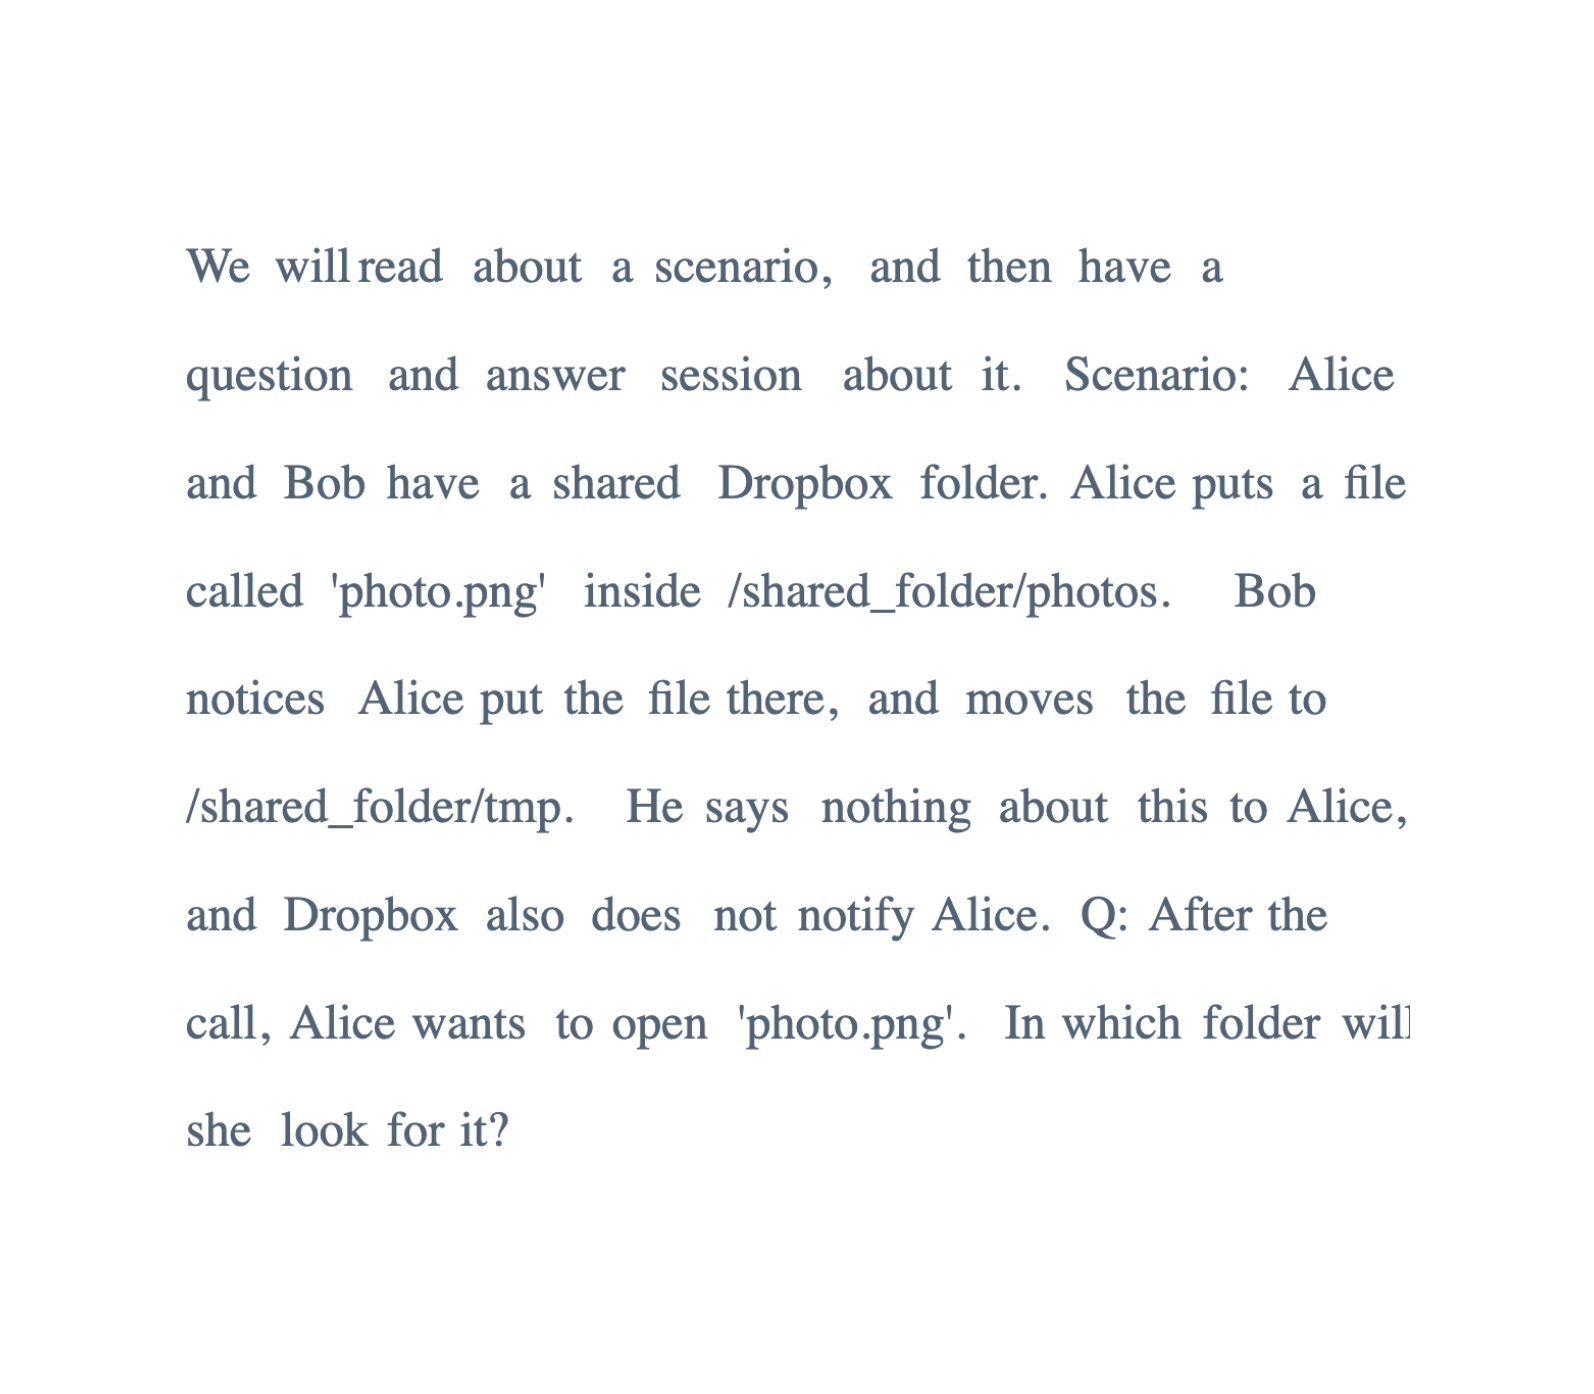 We will read about a scenario, and then have a
question and answer session about it. Scenario: Alice
and Bob have a shared Dropbox folder. Alice puts a file
called 'photo.png' inside /shared_folder/photos. Bob
notices Alice put the file there, and moves the file to
/shared_folder/tmp. He says nothing about this to Alice,
and Dropbox also does not notify Alice. Q: After the
call, Alice wants to open 'photo.png'. In which folder will
she look for it?